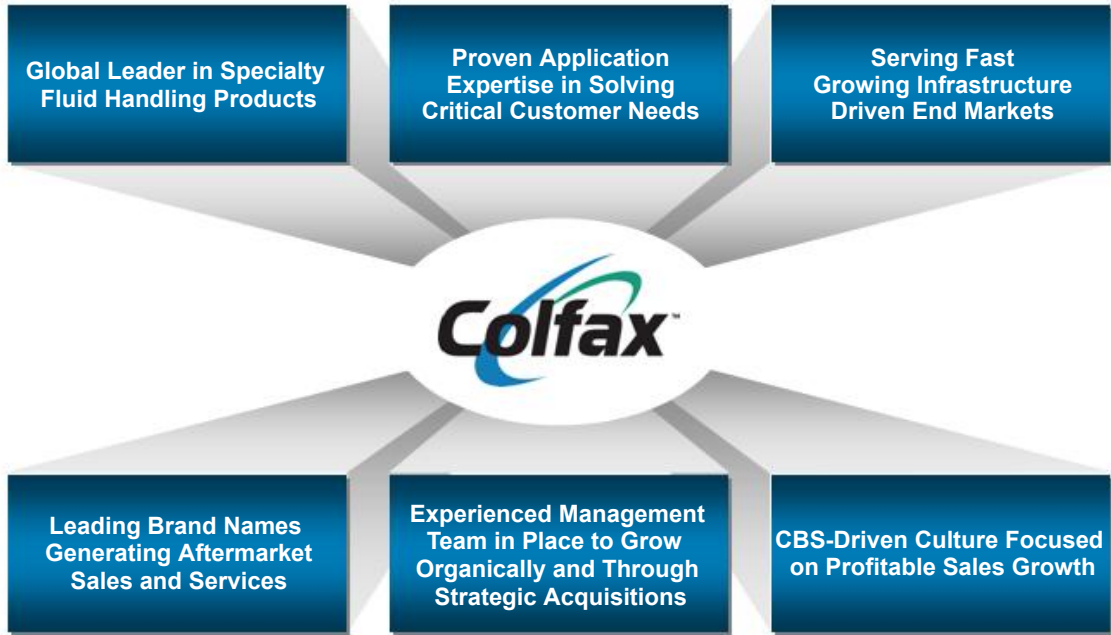 Global Leader in Specialty
Fluid Handling Products
Proven Application
Expertise in Solving
Critical Customer Needs
Serving Fast
Growing Infrastructure
Driven End Markets
Colfax™
Leading Brand Names
Generating Aftermarket
Sales and Services
Experienced Management
Team in Place to Grow
Organically and Through
Strategic Acquisitions
CBS-Driven Culture Focused
on Profitable Sales Growth